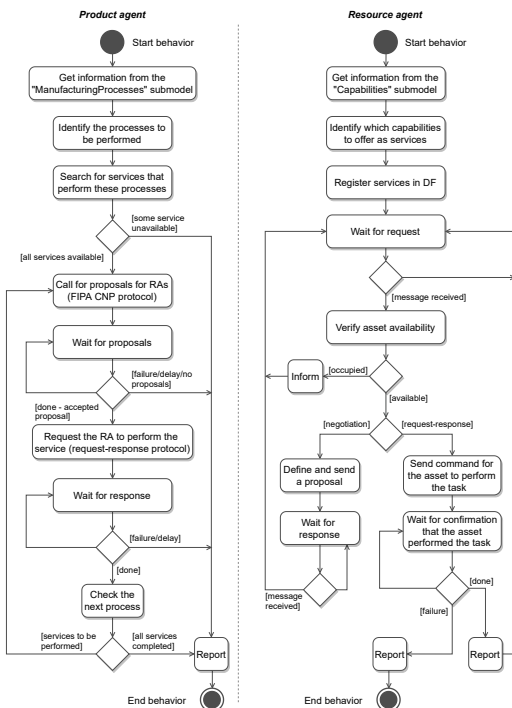 Product agent
Start behavior
Get information from the
"ManufacturingProcesses" submodel
Identify the processes to
be performed
Search for services that
perform these processes
[some service
unavailable]
[all services available]
Call for proposals for RAs
(FIPA CNP protocol)
Wait for proposals
[failure/delay/no
proposals]
[done - accepted
proposal]
Request the RA to perform the
service (request-response protocol)
Wait for response
[failure/delay]
[done]
Check the
next process
[services to be
performed]
[all services
completed]
Report
End behavior
Resource agent
Start behavior
Get information from the
"Capabilities" submodel
Identify which capabilities
to offer as services
Register services in DF
Wait for request
[message received]
Verify asset availability
[occupied]
Inform
[available]
[negotiation]
[request-response]
Define and send
a proposal
Send command for
the asset to perform
the task
Wait for
response
Wait for confirmation
that the asset
performed the task
[message
received]
[done]
[failure]
Report
Report
End behavior